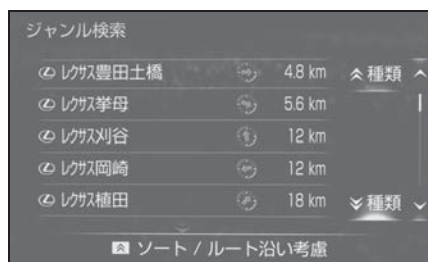 ジャンル検索
レクサス豊田土橋 4.8 km
レクサス挙母 5.6 km
レクサス刈谷 12 km
レクサス岡崎 12 km
レクサス植田 18 km
種類
種類
ソート / ルート沿い考慮